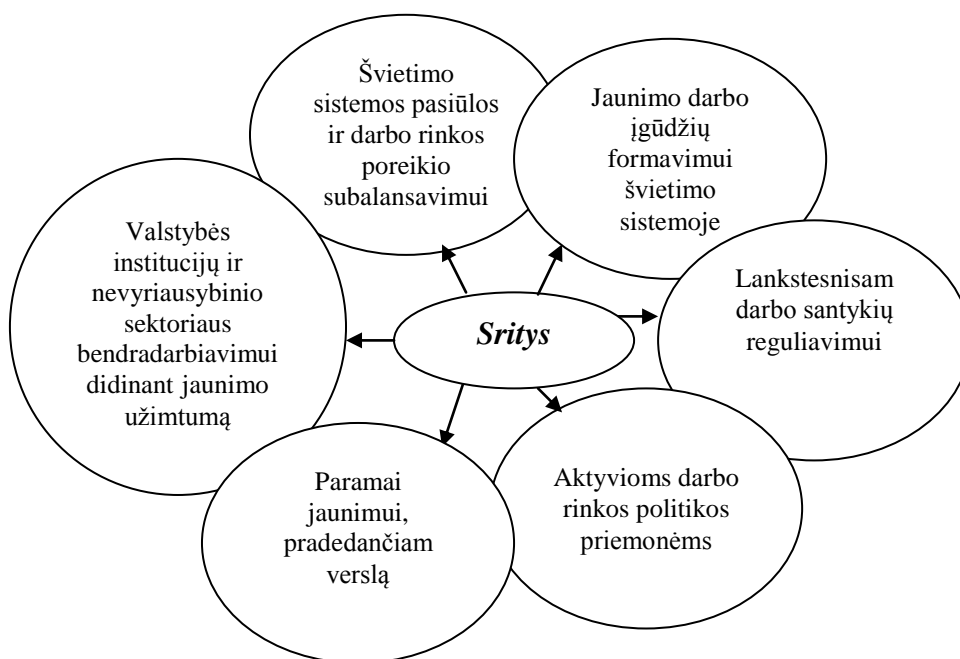 Švietimo
sistemos pasiūlos
ir darbo rinkos
poreikio
subalansavimui
Jaunimo darbo
įgūdžių
formavimui
švietimo
sistemoje
Valstybės
institucijų ir
nevyriausybinio
sektoriaus
bendradarbiavimui
didinant jaunimo
užimtumą
Lankstesnisam
darbo santykių
reguliavimui
Sritys
Paramai
jaunimui,
pradedančiam
verslą
Aktyvioms darbo
rinkos politikos
priemonėms